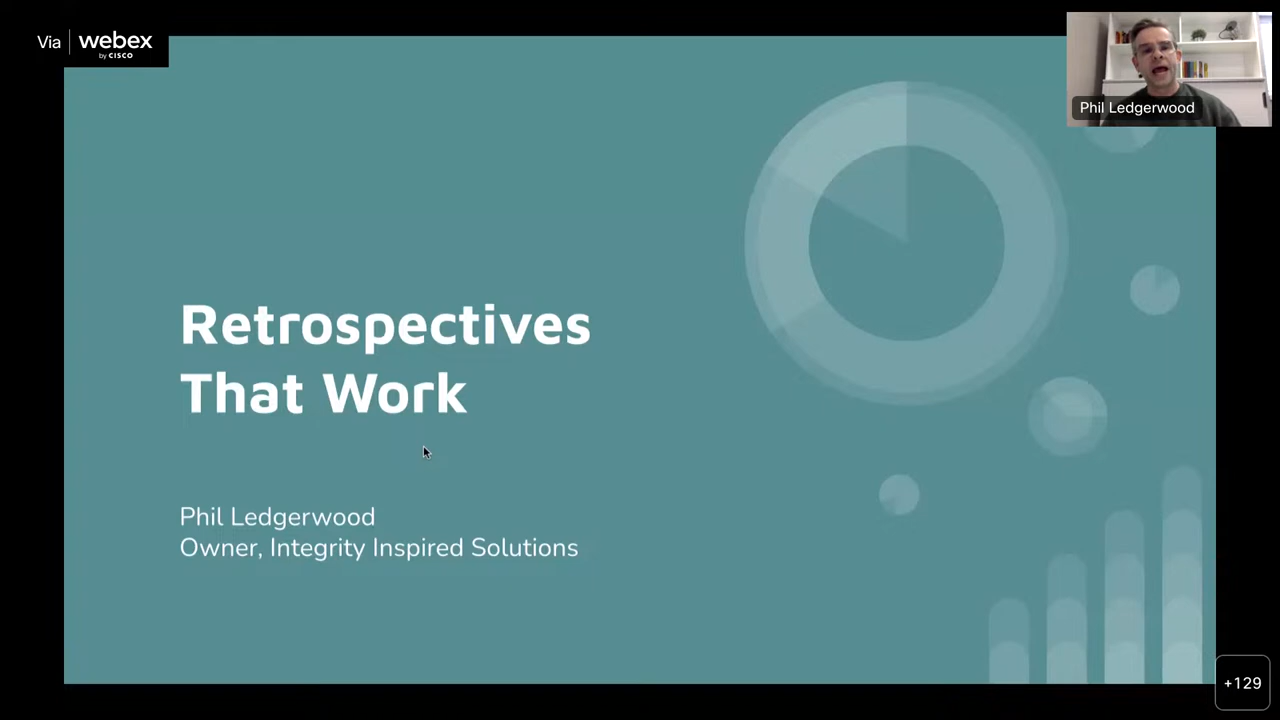 Via webex
by CISCO
Phil Ledgerwood
Retrospectives
That Work
Phil Ledgerwood
Owner, Integrity Inspired Solutions
+129